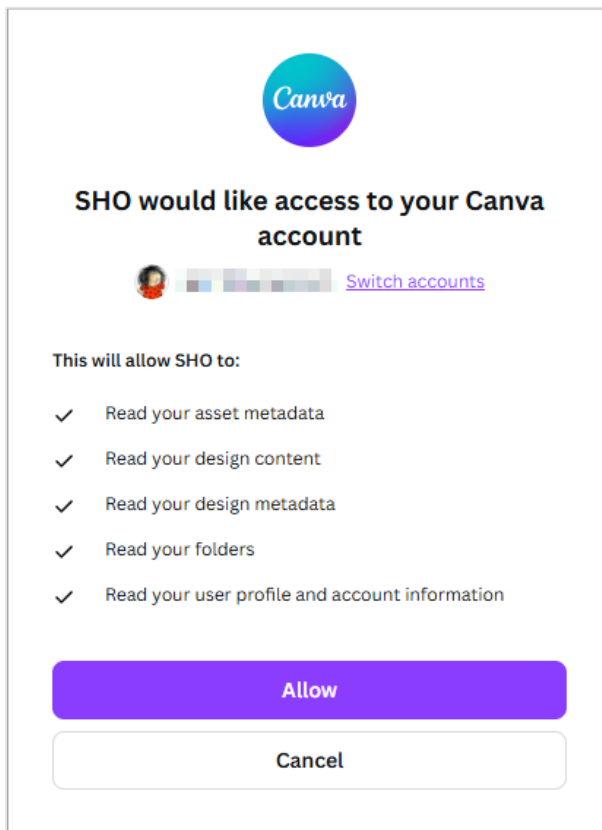 Canva
SHO would like access to your Canva
account
Switch accounts
This will allow SHO to:
Read your asset metadata
Read your design content
Read your design metadata
Read your folders
Read your user profile and account information
Allow
Cancel